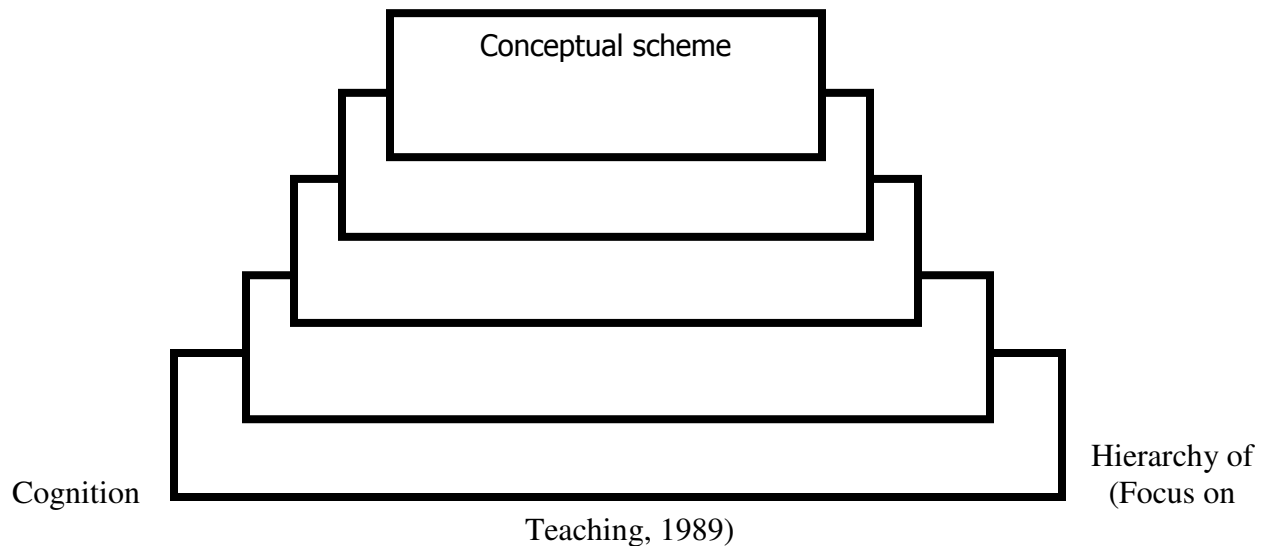 Conceptual scheme
Hierarchy of
Cognition (Focus on
Teaching, 1989)